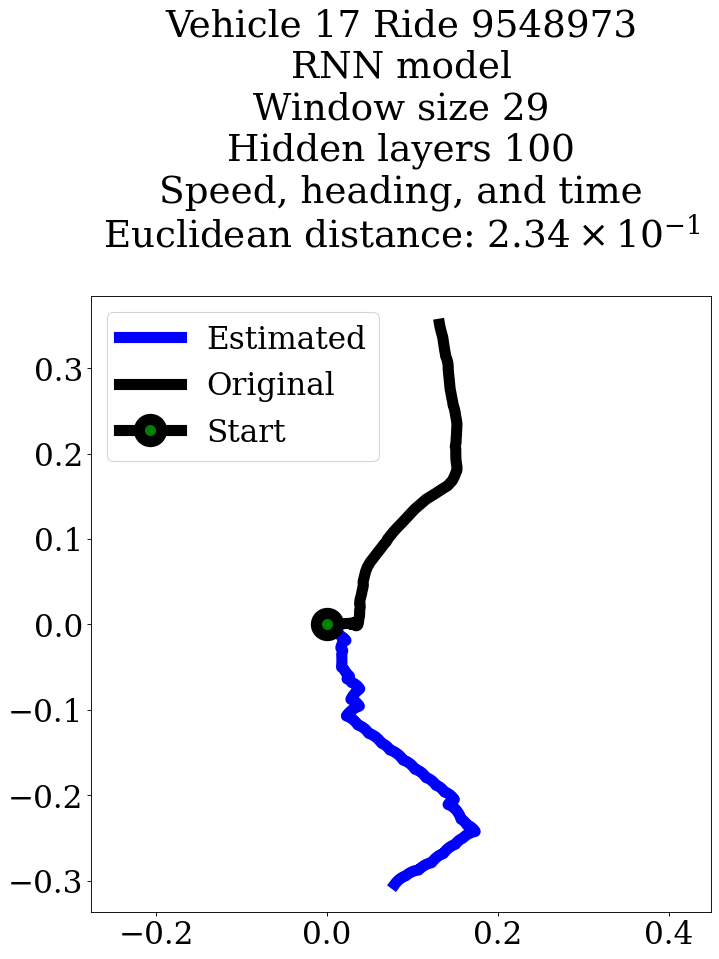 Vehicle 17 Ride 9548973
RNN model
Window size 29
Hidden layers 100
Speed, heading, and time
Euclidean distance: 2.34 × 10⁻¹
Estimated
Original
Start
0.3
0.2
0.1
0.0
−0.1
−0.2
−0.3
−0.2 0.0 0.2 0.4